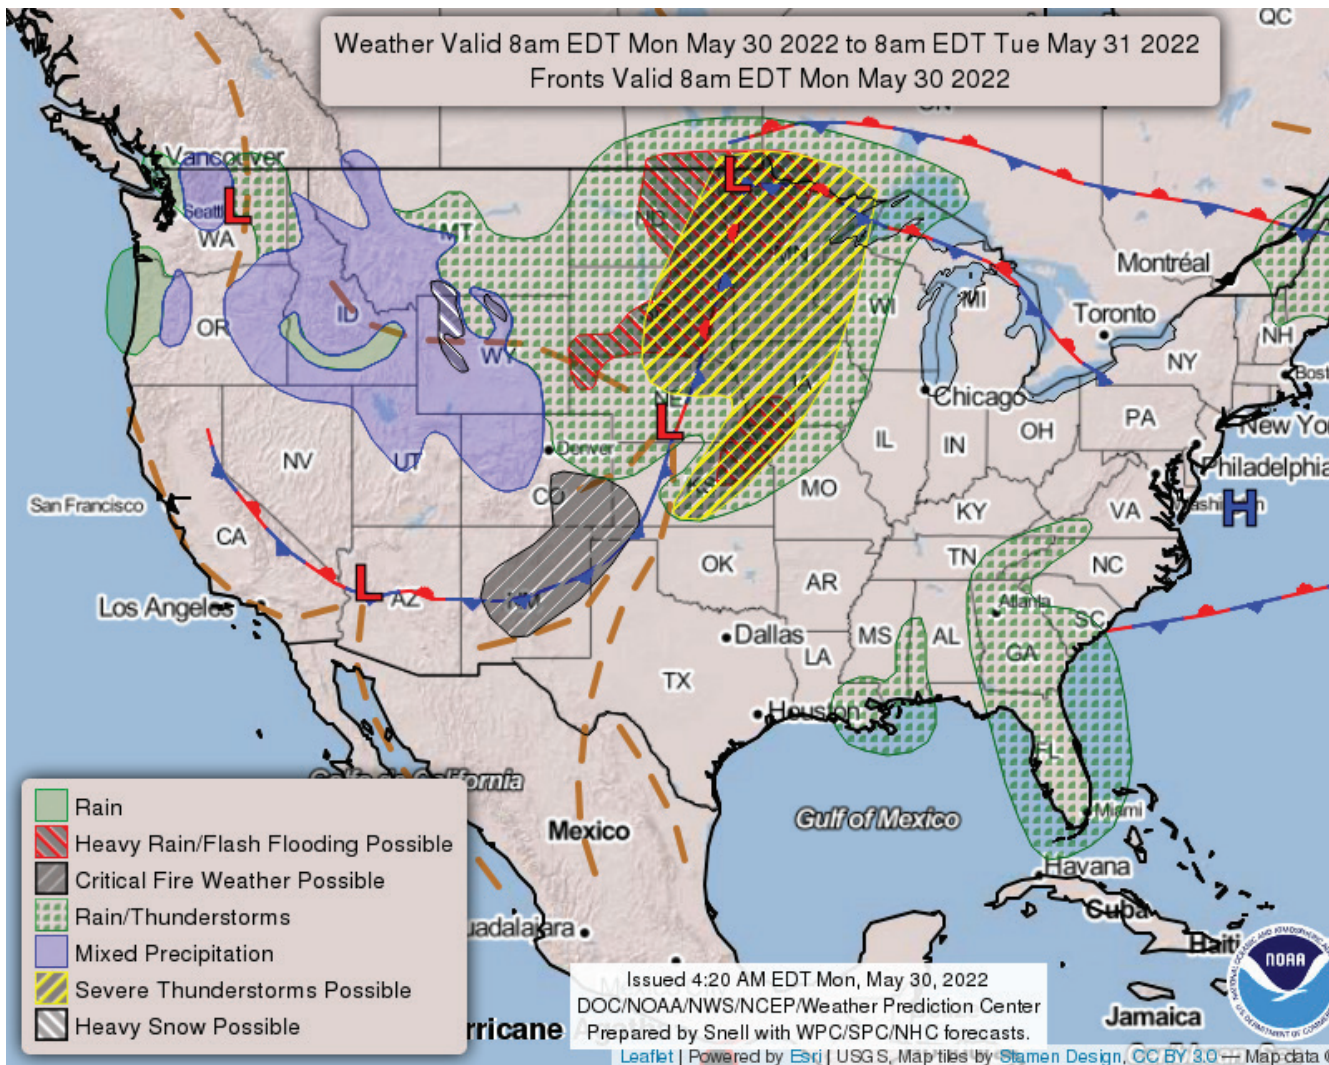 Weather Valid 8am EDT Mon May 30 2022 to 8am EDT Tue May 31 2022
Fronts Valid 8am EDT Mon May 30 2022
QC
ON
Vancouver
L
L
Seattle
WA
MT
ND
MN
Montréal
OR
ID
WI
MI
Toronto
NH
WY
NY
Bost
NE
IA
Chicago
L
PA
New Yor
Denver
IL
IN
OH
NV
UT
Philadelphia
CO
KS
MO
San Francisco
KY
VA
Washington
H
CA
TN
OK
NC
AR
L
AZ
NM
Los Angeles
Atlanta
SC
Dallas
MS
AL
GA
LA
TX
Houston
FL
Golfo de California
Miami
Gulf of Mexico
Mexico
Havana
Cuba
Guadalajara
Haiti
Jamaica
Rain
Heavy Rain/Flash Flooding Possible
Critical Fire Weather Possible
Rain/Thunderstorms
Mixed Precipitation
Severe Thunderstorms Possible
Heavy Snow Possible
Issued 4:20 AM EDT Mon, May 30, 2022
DOC/NOAA/NWS/NCEP/Weather Prediction Center
Prepared by Snell with WPC/SPC/NHC forecasts.
rricane
NOAA
Leaflet | Powered by Esri | USGS, Map tiles by Stamen Design, CC BY 3.0 — Map data ©